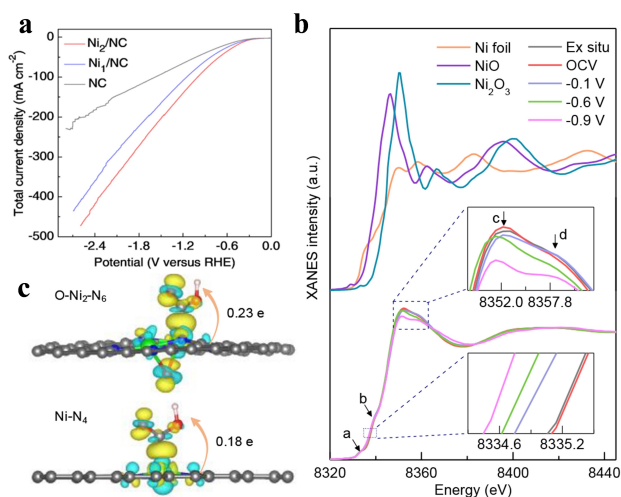 a
Total current density (mA cm⁻²)
0
-100
-200
-300
-400
-500
Ni₂/NC
Ni₁/NC
NC
-2.4
-1.8
-1.2
-0.6
0.0
Potential (V versus RHE)
b
XANES intensity (a.u.)
Ni foil
NiO
Ni₂O₃
Ex situ
OCV
-0.1 V
-0.6 V
-0.9 V
c
d
8352.0
8357.8
b
a
8334.6
8335.2
8320
8360
8400
8440
Energy (eV)
c
O-Ni₂-N₆
0.23 e
Ni-N₄
0.18 e